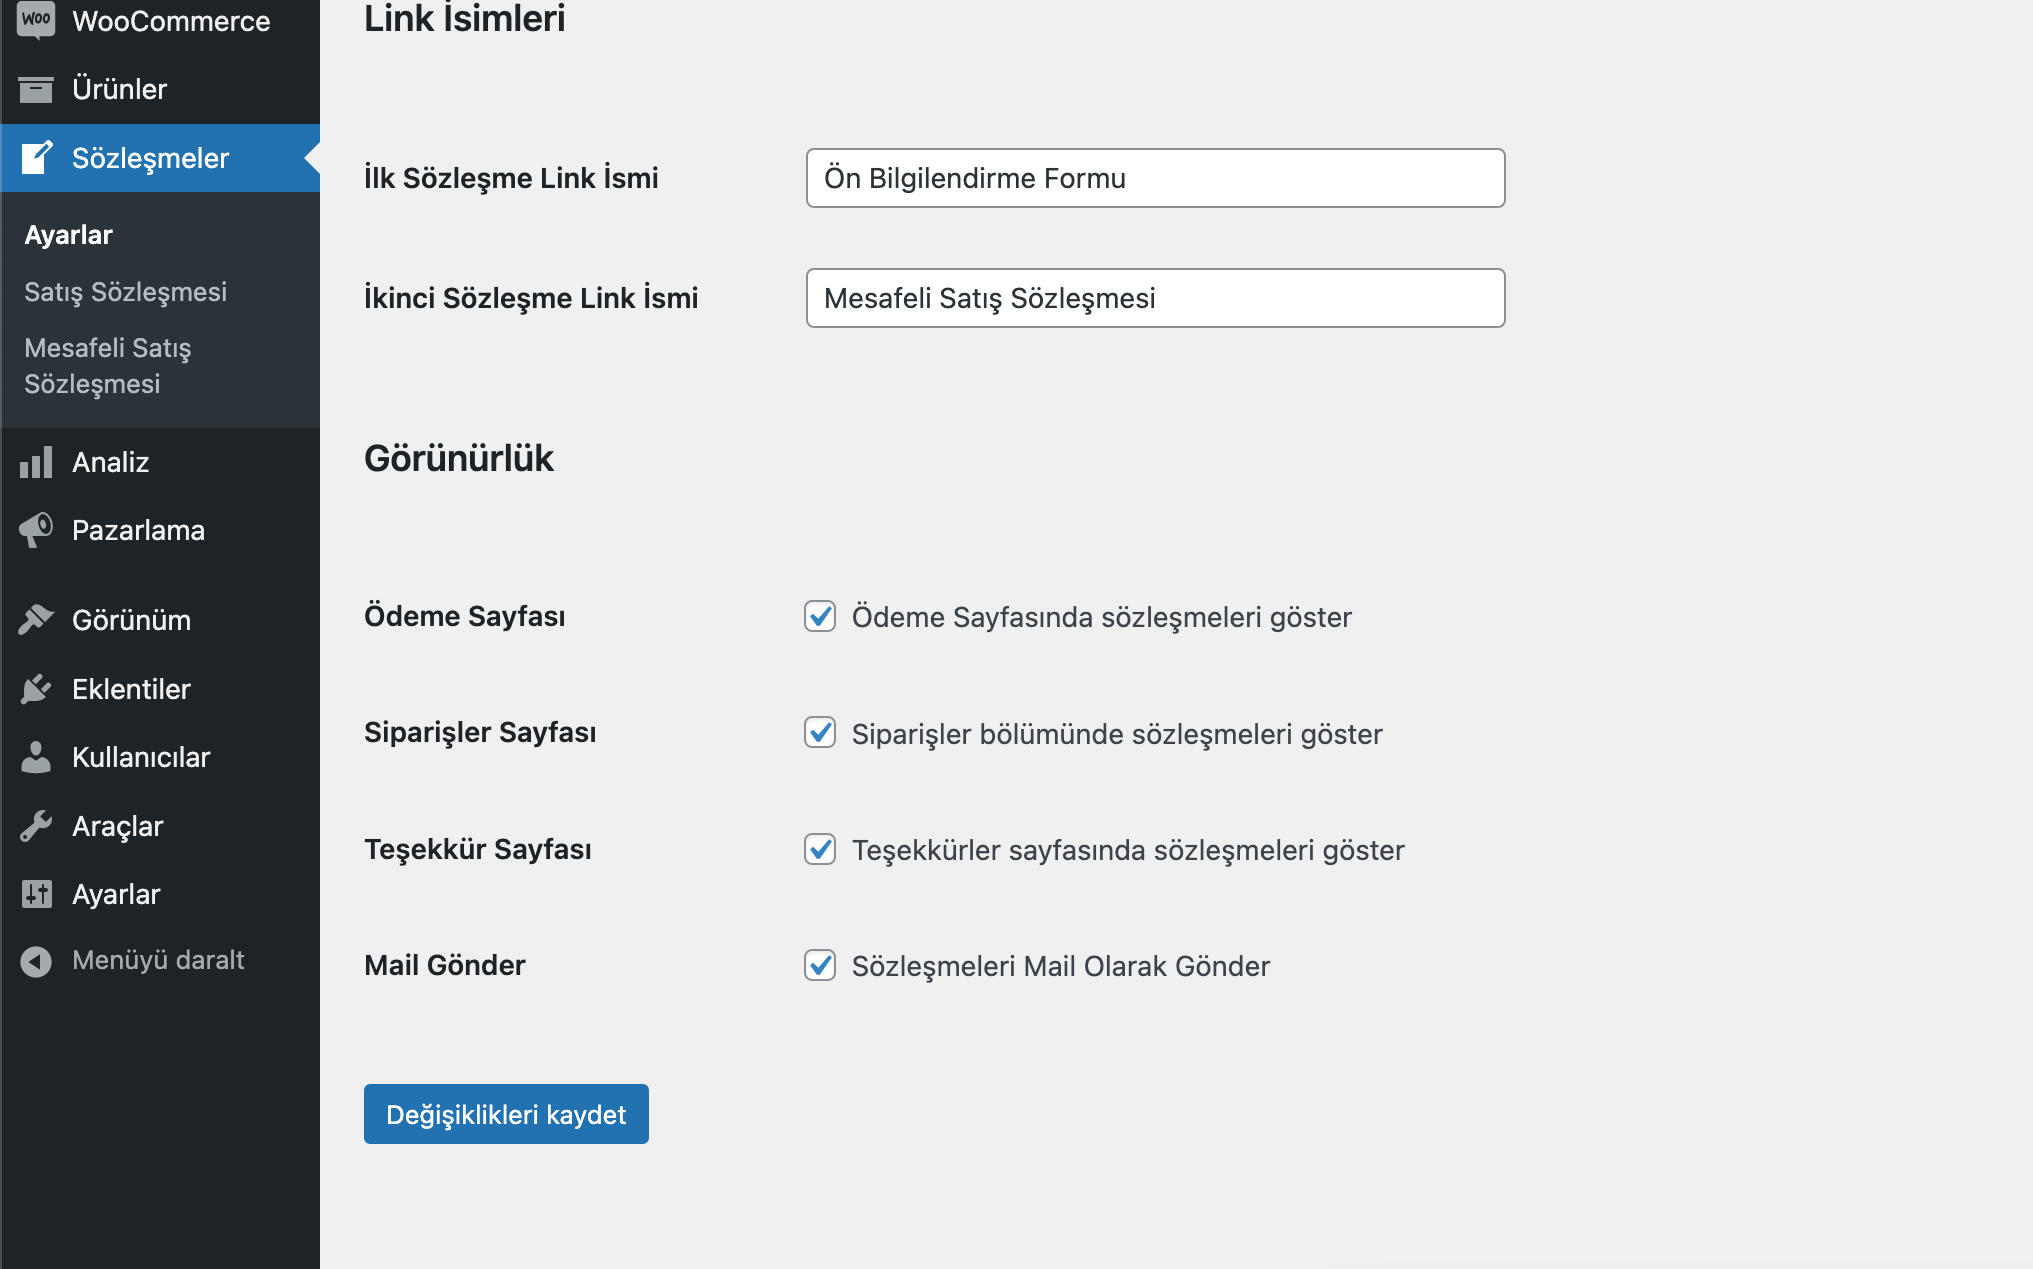 WOO
WooCommerce
Ürünler
Sözleşmeler
Ayarlar
Satış Sözleşmesi
Mesafeli Satış
Sözleşmesi
Analiz
Pazarlama
Görünüm
Eklentiler
Kullanıcılar
Araçlar
Ayarlar
Menüyü daralt
Link İsimleri
İlk Sözleşme Link İsmi
Ön Bilgilendirme Formu
İkinci Sözleşme Link İsmi
Mesafeli Satış Sözleşmesi
Görünürlük
Ödeme Sayfası
Ödeme Sayfasında sözleşmeleri göster
Siparişler Sayfası
Siparişler bölümünde sözleşmeleri göster
Teşekkür Sayfası
Teşekkürler sayfasında sözleşmeleri göster
Mail Gönder
Sözleşmeleri Mail Olarak Gönder
Değişiklikleri kaydet